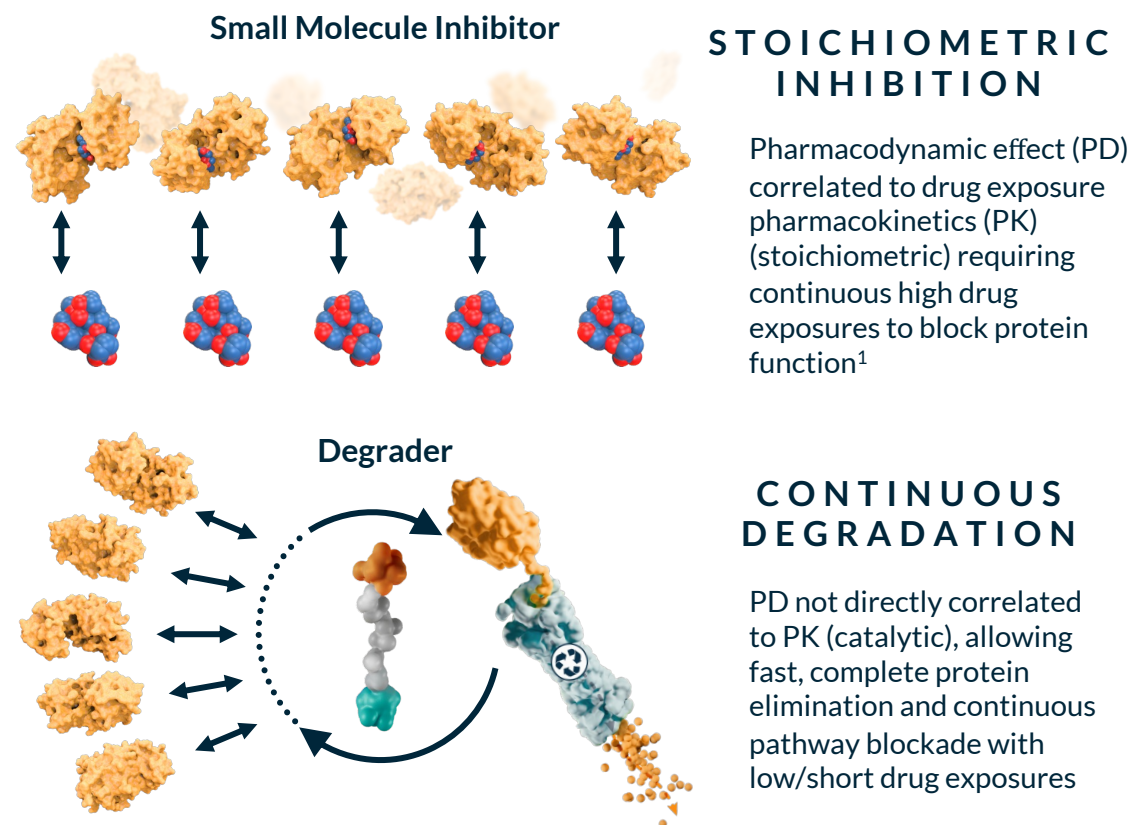 Small Molecule Inhibitor
STOICHIOMETRIC
INHIBITION
Pharmacodynamic effect (PD)
correlated to drug exposure
pharmacokinetics (PK)
(stoichiometric) requiring
continuous high drug
exposures to block protein
function¹
Degrader
CONTINUOUS
DEGRADATION
PD not directly correlated
to PK (catalytic), allowing
fast, complete protein
elimination and continuous
pathway blockade with
low/short drug exposures